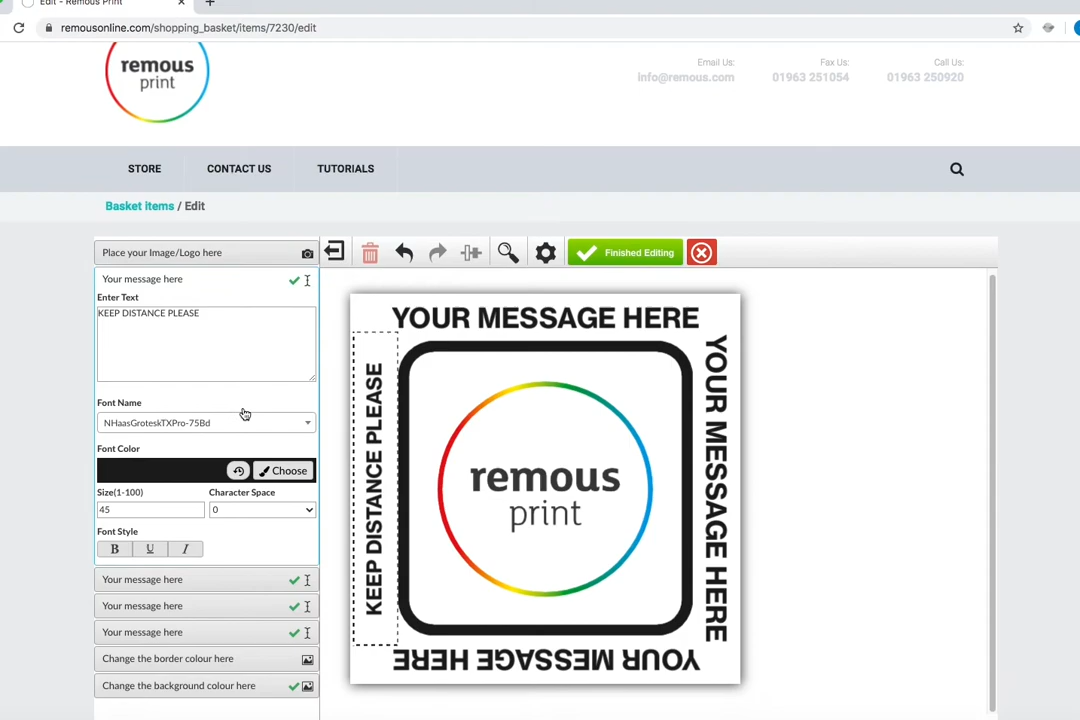 Edit - Remous Print
remousonline.com/shopping_basket/items/7230/edit
remous
print
Email Us:
info@remous.com
Fax Us:
01963 251054
Call Us:
01963 250920
STORE
CONTACT US
TUTORIALS
Basket items / Edit
Place your Image/Logo here
Your message here
Enter Text
KEEP DISTANCE PLEASE
Font Name
NHaasGroteskTXPro-75Bd
Font Color
Choose
Size(1-100)
Character Space
45
0
Font Style
B U I
Your message here
Your message here
Your message here
Change the border colour here
Change the background colour here
Finished Editing
YOUR MESSAGE HERE
KEEP DISTANCE PLEASE
remous
print
YOUR MESSAGE HERE
YOUR MESSAGE HERE